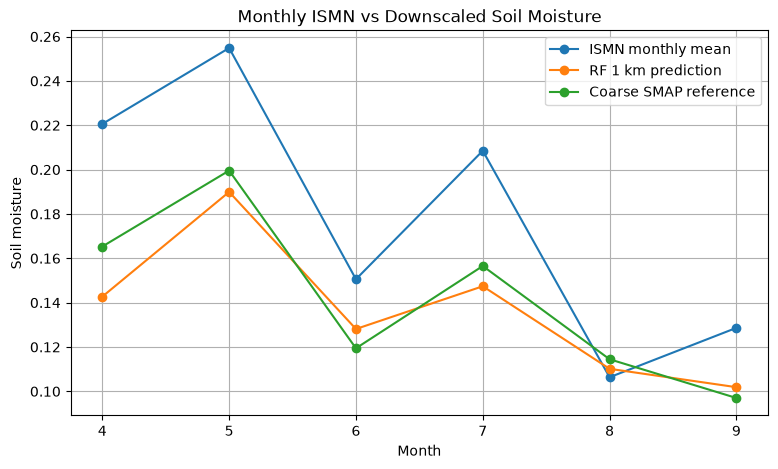 Monthly ISMN vs Downscaled Soil Moisture
ISMN monthly mean
RF 1 km prediction
Coarse SMAP reference
Soil moisture
0.26
0.24
0.22
0.20
0.18
0.16
0.14
0.12
0.10
4 5 6 7 8 9
Month